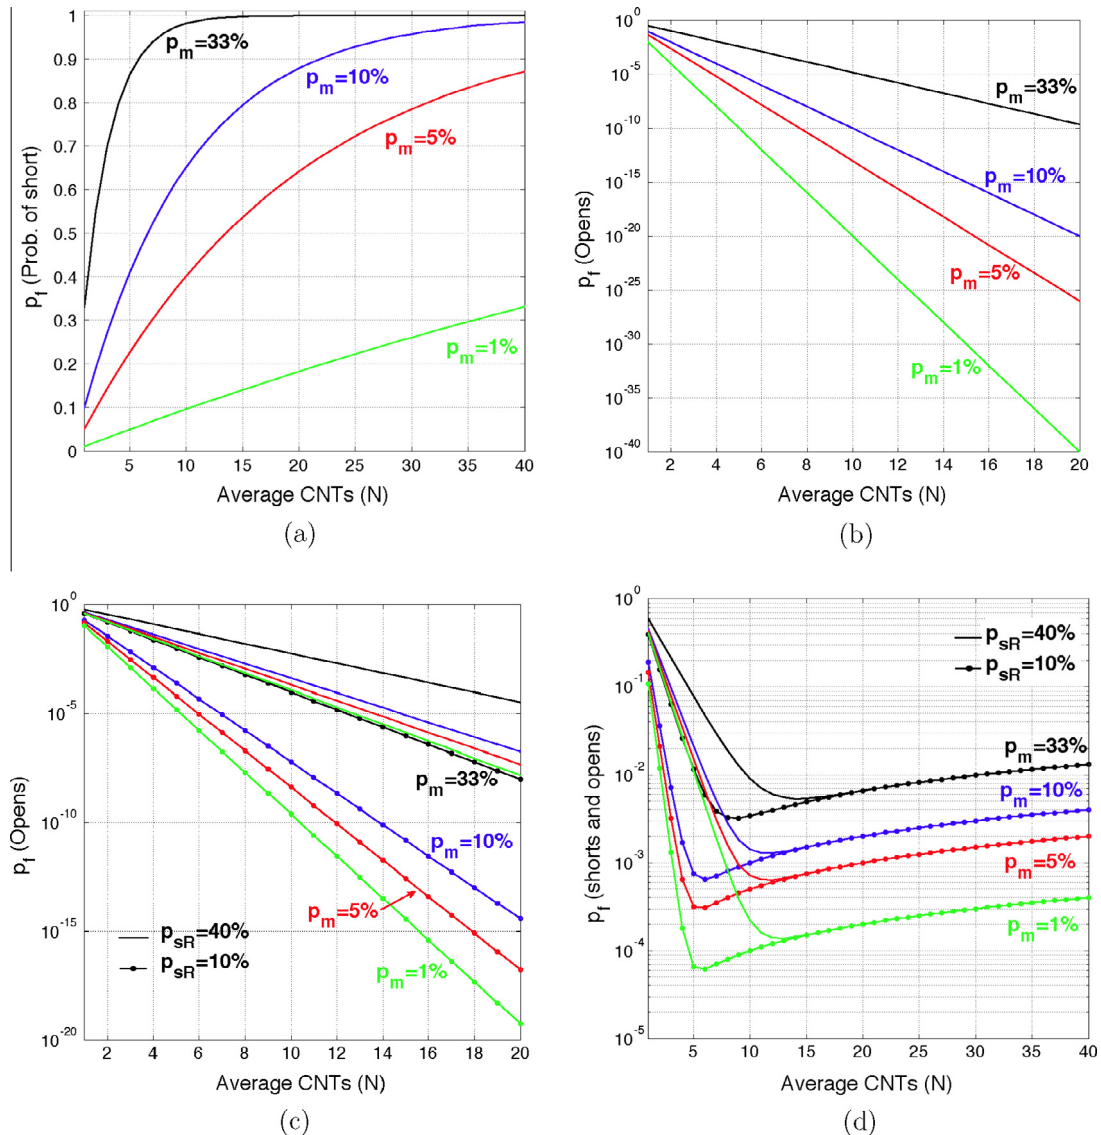 1
0.9
0.8
0.7
0.6
0.5
0.4
0.3
0.2
0.1
0
p_f (Prob. of short)
p_m=33%
p_m=10%
p_m=5%
p_m=1%
5 10 15 20 25 30 35 40
Average CNTs (N)
(a)
10^0
10^-5
10^-10
10^-15
10^-20
10^-25
10^-30
10^-35
10^-40
p_f (Opens)
p_m=33%
p_m=10%
p_m=5%
p_m=1%
2 4 6 8 10 12 14 16 18 20
Average CNTs (N)
(b)
10^0
10^-5
10^-10
10^-15
10^-20
p_f (Opens)
p_m=33%
p_m=10%
p_m=5%
p_m=1%
p_sR=40%
p_sR=10%
2 4 6 8 10 12 14 16 18 20
Average CNTs (N)
(c)
10^0
10^-1
10^-2
10^-3
10^-4
10^-5
p_f (shorts and opens)
p_sR=40%
p_sR=10%
p_m=33%
p_m=10%
p_m=5%
p_m=1%
5 10 15 20 25 30 35 40
Average CNTs (N)
(d)